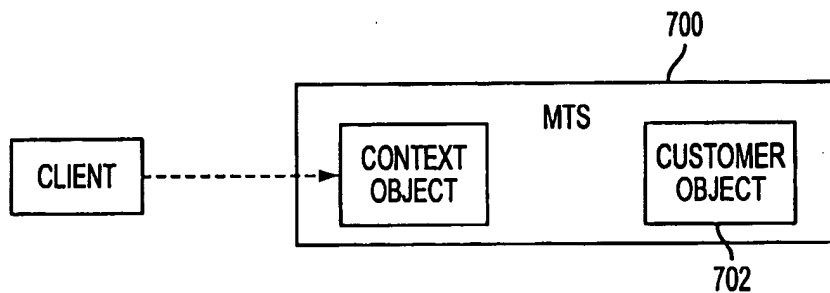 700
MTS
CLIENT
CONTEXT
OBJECT
CUSTOMER
OBJECT
702